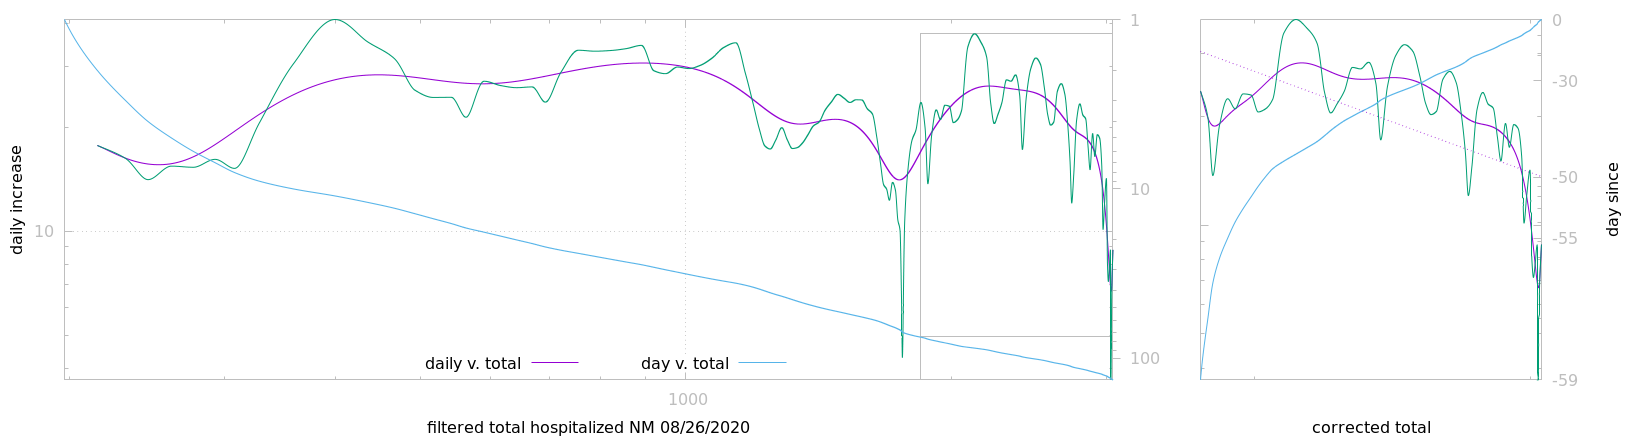 daily increase
10
1000
1
10
100
daily v. total
day v. total
filtered total hospitalized NM 08/26/2020
0
-30
-50
-55
-59
day since
corrected total